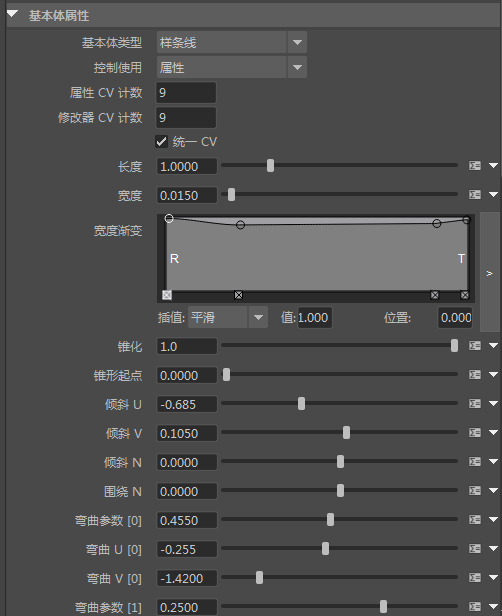 基本体属性
基本体类型 样条线
控制使用 属性
属性 CV 计数 9
修改器 CV 计数 9
统一 CV
长度 1.0000
宽度 0.0150
宽度渐变
R T
>
插值: 平滑 值: 1.000 位置: 0.000
锥化 1.0
锥形起点 0.0000
倾斜 U -0.685
倾斜 V 0.1050
倾斜 N 0.0000
围绕 N 0.0000
弯曲参数 [0] 0.4550
弯曲 U [0] -0.255
弯曲 V [0] -1.4200
弯曲参数 [1] 0.2500